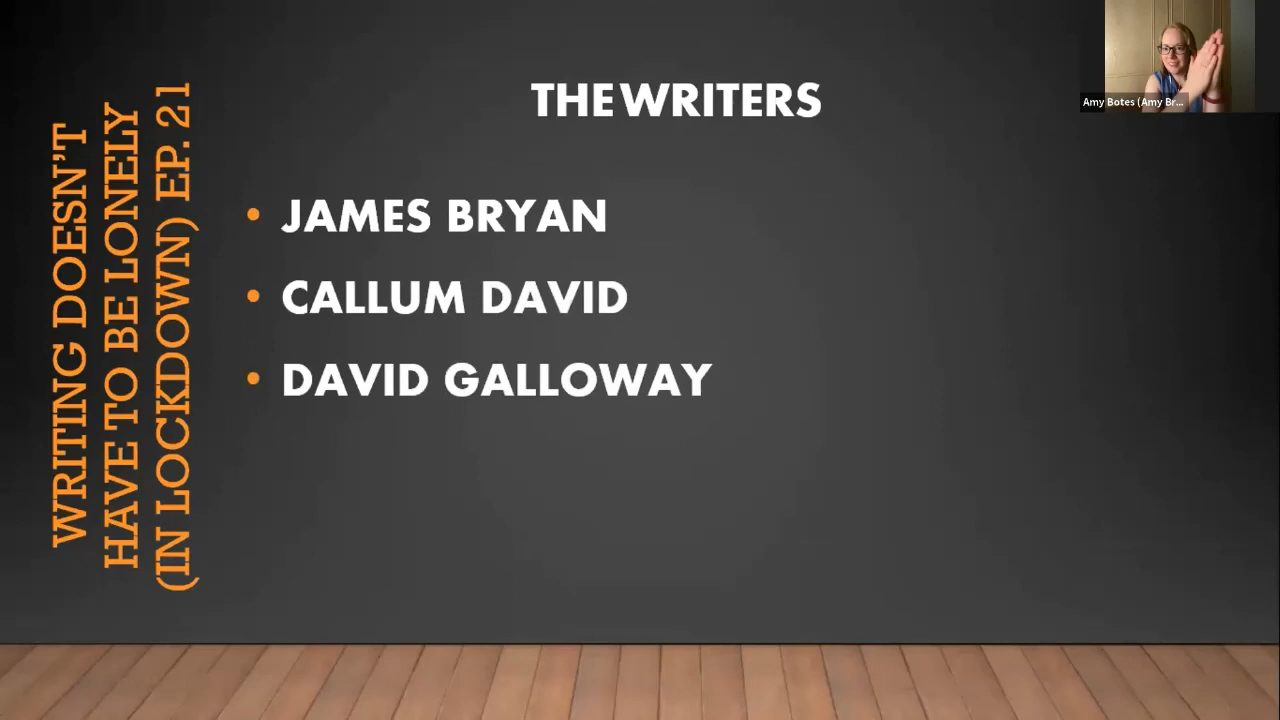 WRITING DOESN'T
HAVE TO BE LONELY
(IN LOCKDOWN) EP. 21
THE WRITERS
• JAMES BRYAN
• CALLUM DAVID
• DAVID GALLOWAY
Amy Botes (Amy Br...